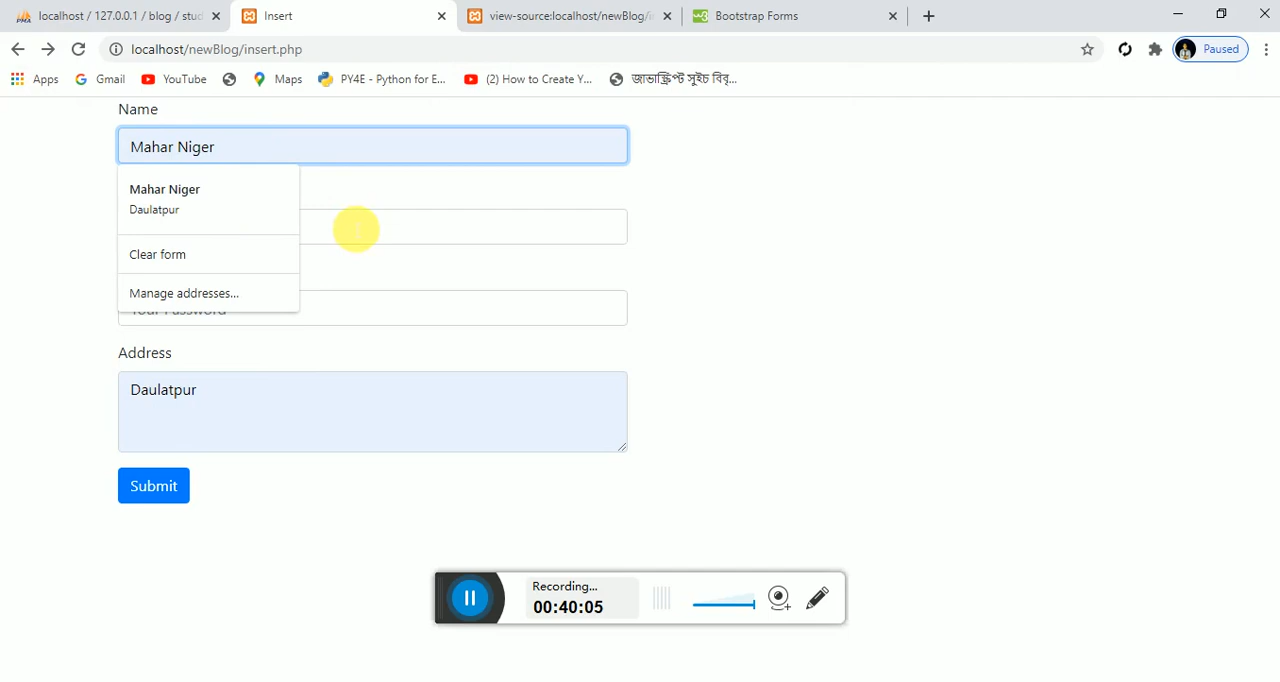 localhost / 127.0.0.1 / blog / stud
Insert
view-source:localhost/newBlog/i
Bootstrap Forms
localhost/newBlog/insert.php
Paused
Apps
Gmail
YouTube
Maps
PY4E - Python for E...
(2) How to Create Y...
জাভাস্ক্রিপ্ট সুইচ বিবৃ...
Name
Mahar Niger
Mahar Niger
Daulatpur
Clear form
Manage addresses...
Your Password
Address
Daulatpur
Submit
Recording...
00:40:05